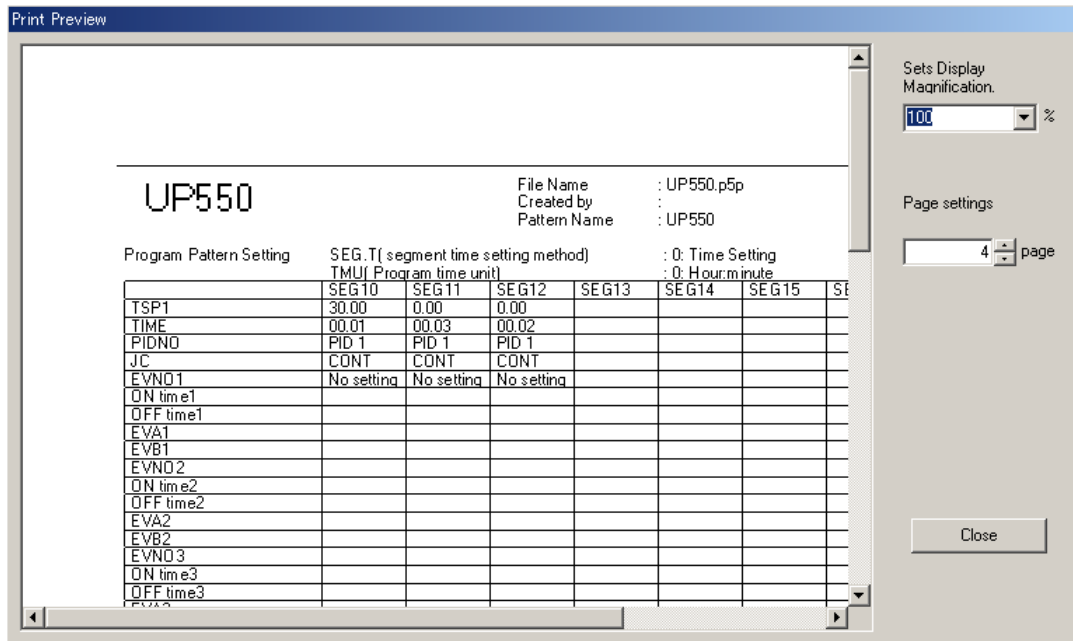 Print Preview
Sets Display
Magnification.
100 %
Page settings
4 page
Close
UP550
File Name : UP550.p5p
Created by :
Pattern Name : UP550
Program Pattern Setting SEG.T( segment time setting method) : 0: Time Setting
TMU( Program time unit) : 0: Hour:minute
SEG10 SEG11 SEG12 SEG13 SEG14 SEG15
TSP1 30.00 0.00 0.00
TIME 00.01 00.03 00.02
PIDNO PID 1 PID 1 PID 1
JC CONT CONT CONT
EVNO1 No setting No setting No setting
ON time1
OFF time1
EVA1
EVB1
EVNO2
ON time2
OFF time2
EVA2
EVB2
EVNO3
ON time3
OFF time3